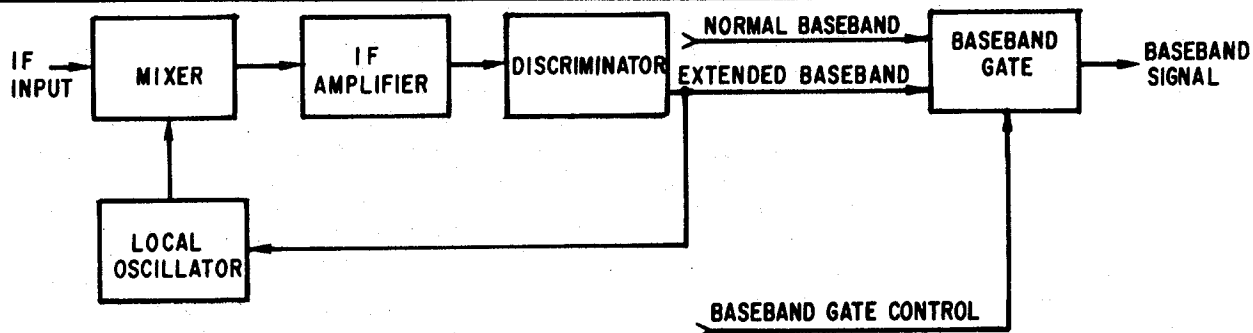 IF
INPUT
MIXER
IF
AMPLIFIER
DISCRIMINATOR
NORMAL BASEBAND
EXTENDED BASEBAND
BASEBAND
GATE
BASEBAND
SIGNAL
LOCAL
OSCILLATOR
BASEBAND GATE CONTROL